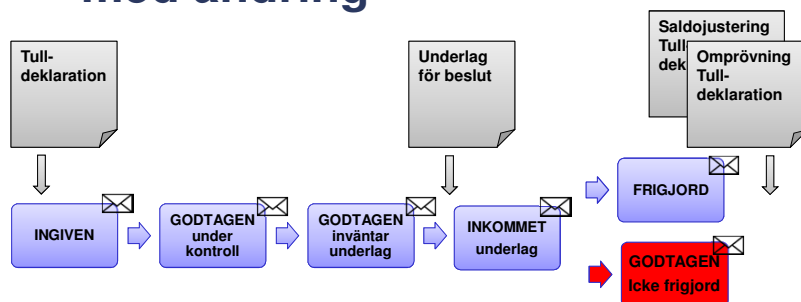 med ändring
Tull-
deklaration
Underlag
för beslut
Saldojustering
Tull-
dek
Omprövning
Tull-
deklaration
INGIVEN
GODTAGEN
under
kontroll
GODTAGEN
inväntar
underlag
INKOMMET
underlag
FRIGJORD
GODTAGEN
Icke frigjord